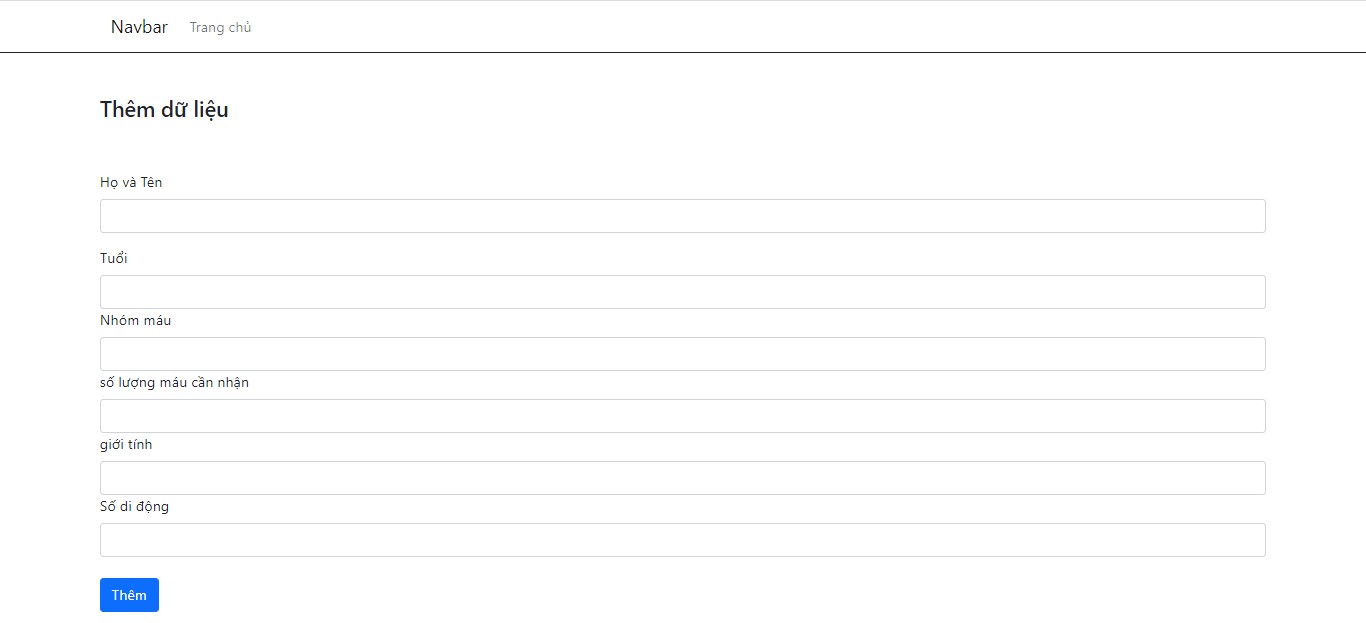 Navbar Trang chủ
Thêm dữ liệu
Họ và Tên
Tuổi
Nhóm máu
số lượng máu cần nhận
giới tính
Số di động
Thêm